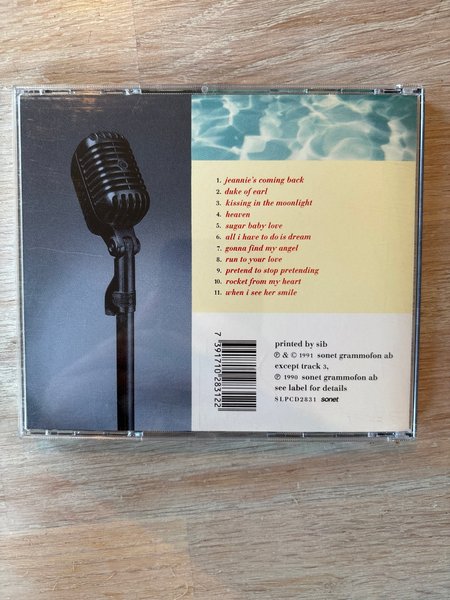 1. jeannie's coming back
2. duke of earl
3. kissing in the moonlight
4. heaven
5. sugar baby love
6. all i have to do is dream
7. gonna find my angel
8. run to your love
9. pretend to stop pretending
10. rocket from my heart
11. when i see her smile
7391710283122
printed by sib
℗ & © 1991 sonet grammofon ab
except track 3,
℗ 1990 sonet grammofon ab
see label for details
SLPCD2831 sonet